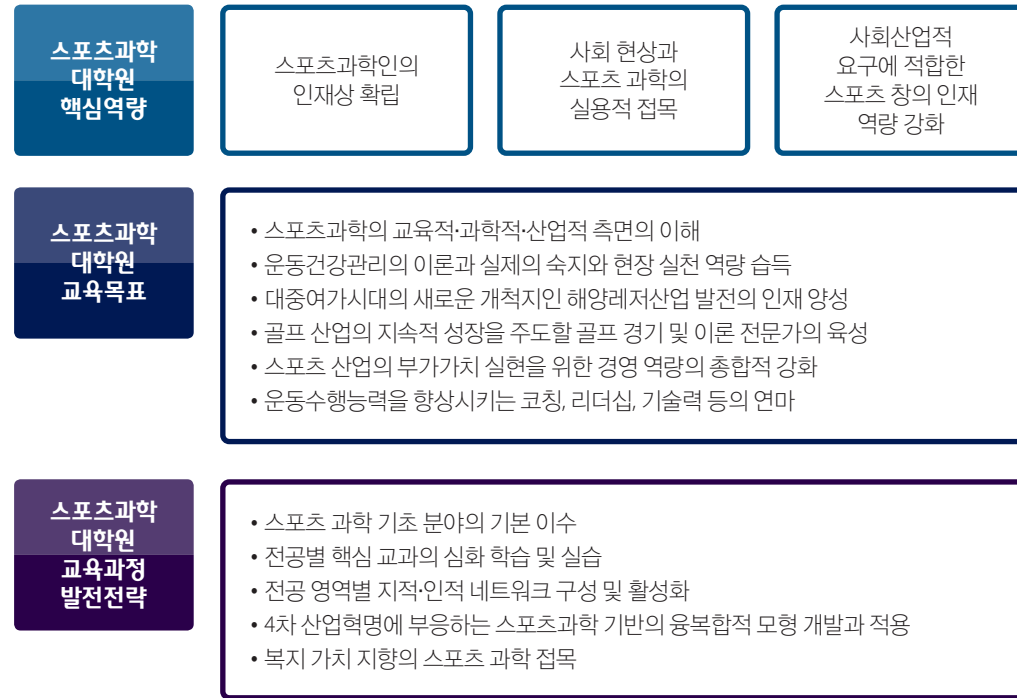 스포츠과학
대학원
핵심역량
스포츠과학인의
인재상 확립
사회 현상과
스포츠 과학의
실용적 접목
사회산업적
요구에 적합한
스포츠 창의 인재
역량 강화
스포츠과학
대학원
교육목표
• 스포츠과학의 교육적·과학적·산업적 측면의 이해
• 운동건강관리의 이론과 실제의 숙지와 현장 실천 역량 습득
• 대중여가시대의 새로운 개척지인 해양레저산업 발전의 인재 양성
• 골프 산업의 지속적 성장을 주도할 골프 경기 및 이론 전문가의 육성
• 스포츠 산업의 부가가치 실현을 위한 경영 역량의 총합적 강화
• 운동수행능력을 향상시키는 코칭, 리더십, 기술력 등의 연마
스포츠과학
대학원
교육과정
발전전략
• 스포츠 과학 기초 분야의 기본 이수
• 전공별 핵심 교과의 심화 학습 및 실습
• 전공 영역별 지적·인적 네트워크 구성 및 활성화
• 4차 산업혁명에 부응하는 스포츠과학 기반의 융복합적 모형 개발과 적용
• 복지 가치 지향의 스포츠 과학 접목